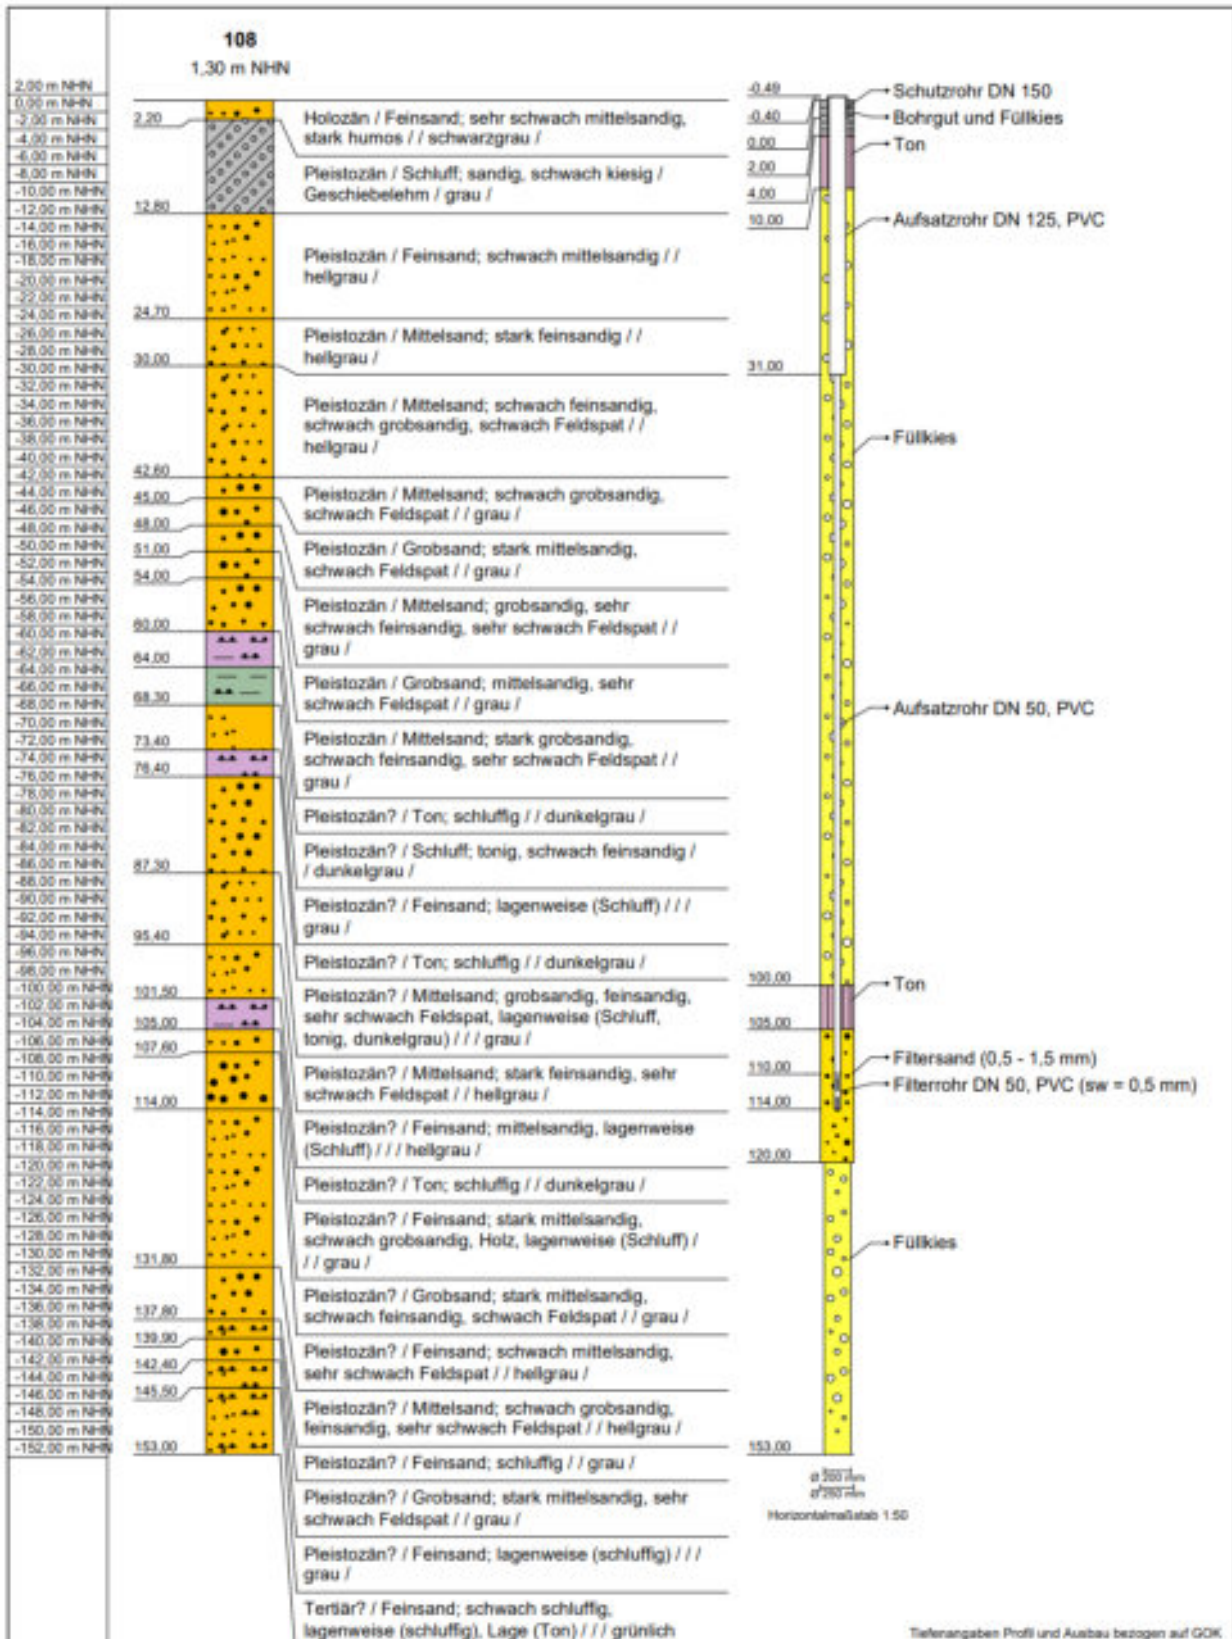 108
1,30 m NHN
2,00 m NHN
0,00 m NHN
-2,00 m NHN
-4,00 m NHN
-6,00 m NHN
-8,00 m NHN
-10,00 m NHN
-12,00 m NHN
-14,00 m NHN
-16,00 m NHN
-18,00 m NHN
-20,00 m NHN
-22,00 m NHN
-24,00 m NHN
-26,00 m NHN
-28,00 m NHN
-30,00 m NHN
-32,00 m NHN
-34,00 m NHN
-36,00 m NHN
-38,00 m NHN
-40,00 m NHN
-42,00 m NHN
-44,00 m NHN
-46,00 m NHN
-48,00 m NHN
-50,00 m NHN
-52,00 m NHN
-54,00 m NHN
-56,00 m NHN
-58,00 m NHN
-60,00 m NHN
-62,00 m NHN
-64,00 m NHN
-66,00 m NHN
-68,00 m NHN
-70,00 m NHN
-72,00 m NHN
-74,00 m NHN
-76,00 m NHN
-78,00 m NHN
-80,00 m NHN
-82,00 m NHN
-84,00 m NHN
-86,00 m NHN
-88,00 m NHN
-90,00 m NHN
-92,00 m NHN
-94,00 m NHN
-96,00 m NHN
-98,00 m NHN
-100,00 m NHN
-102,00 m NHN
-104,00 m NHN
-106,00 m NHN
-108,00 m NHN
-110,00 m NHN
-112,00 m NHN
-114,00 m NHN
-116,00 m NHN
-118,00 m NHN
-120,00 m NHN
-122,00 m NHN
-124,00 m NHN
-126,00 m NHN
-128,00 m NHN
-130,00 m NHN
-132,00 m NHN
-134,00 m NHN
-136,00 m NHN
-138,00 m NHN
-140,00 m NHN
-142,00 m NHN
-144,00 m NHN
-146,00 m NHN
-148,00 m NHN
-150,00 m NHN
-152,00 m NHN
2,20
12,80
24,70
30,00
42,60
45,00
48,00
51,00
54,00
60,00
64,00
68,30
73,40
76,40
87,30
95,40
101,50
105,00
107,60
114,00
131,80
137,80
139,90
142,40
145,50
153,00
Holozän / Feinsand; sehr schwach mittelsandig,
stark humos / / schwarzgrau /
Pleistozän / Schluff; sandig, schwach kiesig /
Geschiebelehm / grau /
Pleistozän / Feinsand; schwach mittelsandig / /
hellgrau /
Pleistozän / Mittelsand; stark feinsandig / /
hellgrau /
Pleistozän / Mittelsand; schwach feinsandig,
schwach grobsandig, schwach Feldspat / /
hellgrau /
Pleistozän / Mittelsand; schwach grobsandig,
schwach Feldspat / / grau /
Pleistozän / Grobsand; stark mittelsandig,
schwach Feldspat / / grau /
Pleistozän / Mittelsand; grobsandig, sehr
schwach feinsandig, sehr schwach Feldspat / /
grau /
Pleistozän / Grobsand; mittelsandig, sehr
schwach Feldspat / / grau /
Pleistozän / Mittelsand; stark grobsandig,
schwach feinsandig, sehr schwach Feldspat / /
grau /
Pleistozän? / Ton; schluffig / / dunkelgrau /
Pleistozän? / Schluff; tonig, schwach feinsandig /
/ dunkelgrau /
Pleistozän? / Feinsand; lagenweise (Schluff) / / /
grau /
Pleistozän? / Ton; schluffig / / dunkelgrau /
Pleistozän? / Mittelsand; grobsandig, feinsandig,
sehr schwach Feldspat, lagenweise (Schluff,
tonig, dunkelgrau) / / / grau /
Pleistozän? / Mittelsand; stark feinsandig, sehr
schwach Feldspat / / hellgrau /
Pleistozän? / Feinsand; mittelsandig, lagenweise
(Schluff) / / / hellgrau /
Pleistozän? / Ton; schluffig / / dunkelgrau /
Pleistozän? / Feinsand; stark mittelsandig,
schwach grobsandig, Holz, lagenweise (Schluff) /
/ / grau /
Pleistozän? / Grobsand; stark mittelsandig,
schwach feinsandig, schwach Feldspat / / grau /
Pleistozän? / Feinsand; schwach mittelsandig,
sehr schwach Feldspat / / hellgrau /
Pleistozän? / Mittelsand; schwach grobsandig,
feinsandig, sehr schwach Feldspat / / hellgrau /
Pleistozän? / Feinsand; schluffig / / grau /
Pleistozän? / Grobsand; stark mittelsandig, sehr
schwach Feldspat / / grau /
Pleistozän? / Feinsand; lagenweise (schluffig) / / /
grau /
Tertiär? / Feinsand; schwach schluffig,
lagenweise (schluffig), Lage (Ton) / / / grünlich
-0,49
-0,40
0,00
2,00
4,00
10,00
31,00
100,00
105,00
110,00
114,00
120,00
153,00
Schutzrohr DN 150
Bohrgut und Füllkies
Ton
Aufsatzrohr DN 125, PVC
Füllkies
Aufsatzrohr DN 50, PVC
Ton
Filtersand (0,5 - 1,5 mm)
Filterrohr DN 50, PVC (sw = 0,5 mm)
Füllkies
Ø 200 mm
Ø 250 mm
Horizontalmaßstab 1:50
Tiefenangaben Profil und Ausbau bezogen auf GOK